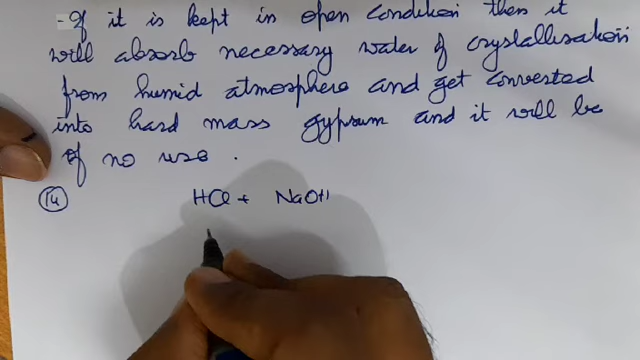 - If it is kept in open condition then it
will absorb necessary water of crystallisation
from humid atmosphere and get converted
into hard mass gypsum and it will be
of no use .
14 HCl + NaOH